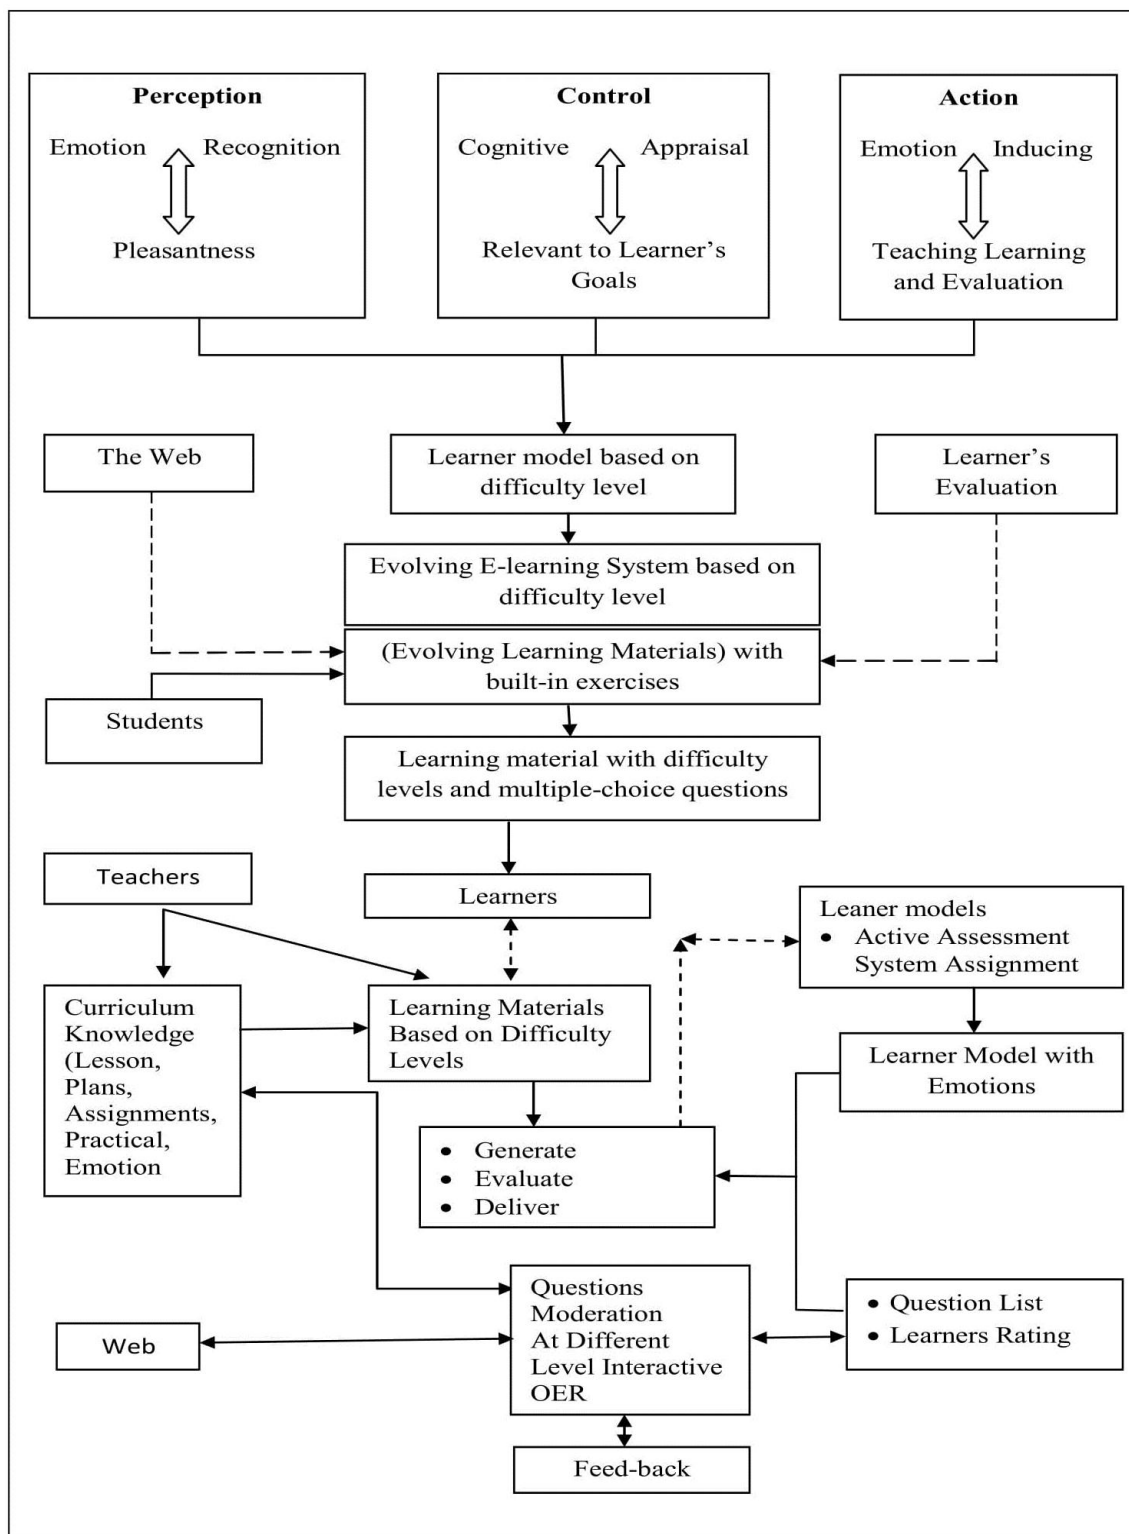 Perception
Emotion Recognition
Pleasantness
Control
Cognitive Appraisal
Relevant to Learner's
Goals
Action
Emotion Inducing
Teaching Learning
and Evaluation
The Web
Learner model based on
difficulty level
Learner's
Evaluation
Evolving E-learning System based on
difficulty level
(Evolving Learning Materials) with
built-in exercises
Students
Learning material with difficulty
levels and multiple-choice questions
Teachers
Learners
Leaner models
• Active Assessment
System Assignment
Curriculum
Knowledge
(Lesson,
Plans,
Assignments,
Practical,
Emotion
Learning Materials
Based on Difficulty
Levels
Learner Model with
Emotions
• Generate
• Evaluate
• Deliver
Questions
Moderation
At Different
Level Interactive
OER
• Question List
• Learners Rating
Web
Feed-back